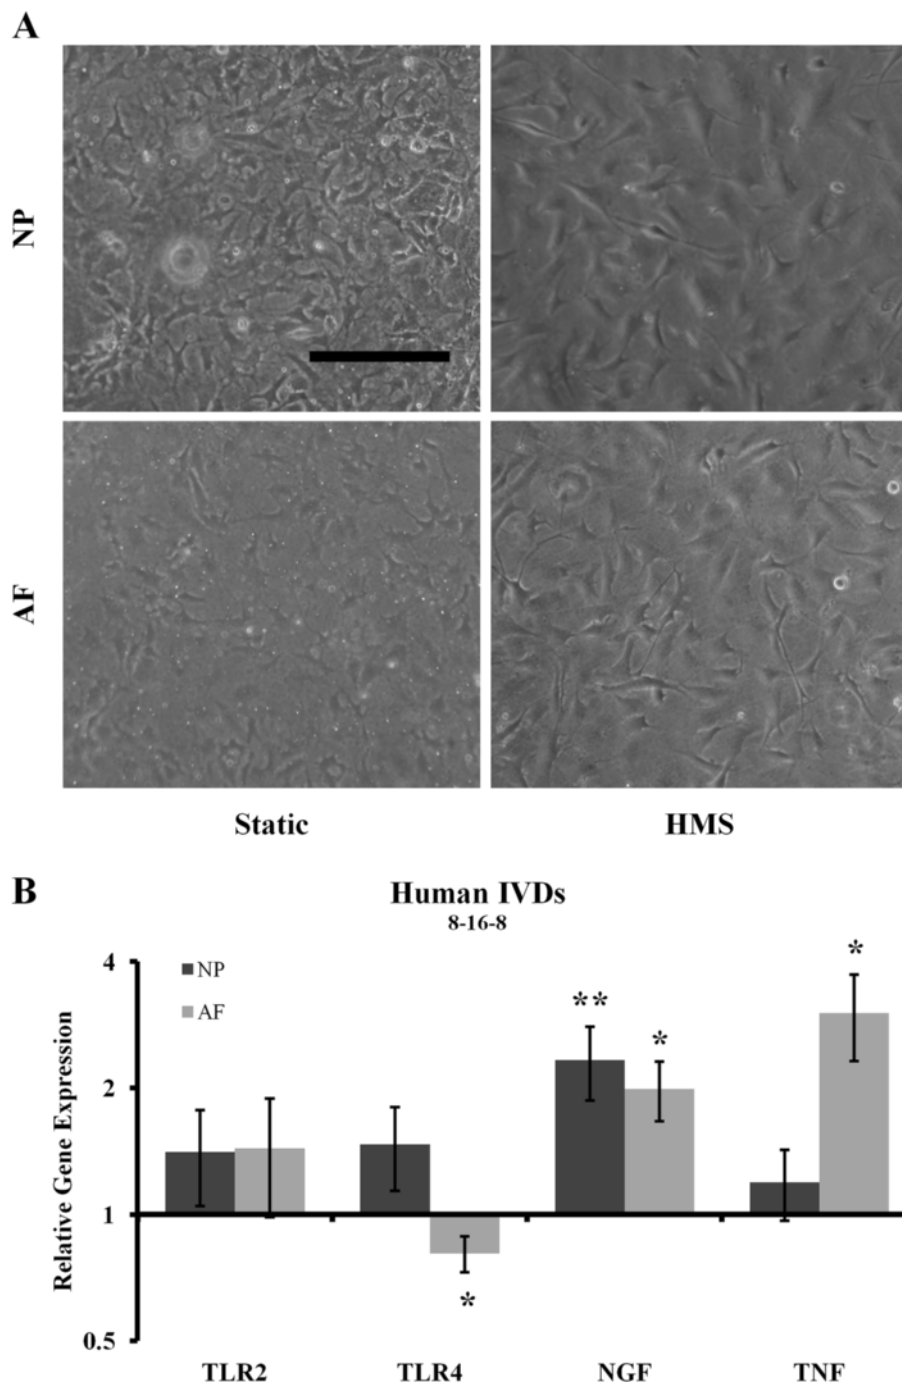 A
NP
AF
Static
HMS
B
Human IVDs
8-16-8
NP
AF
Relative Gene Expression
4
2
1
0.5
*
**
*
*
TLR2
TLR4
NGF
TNF